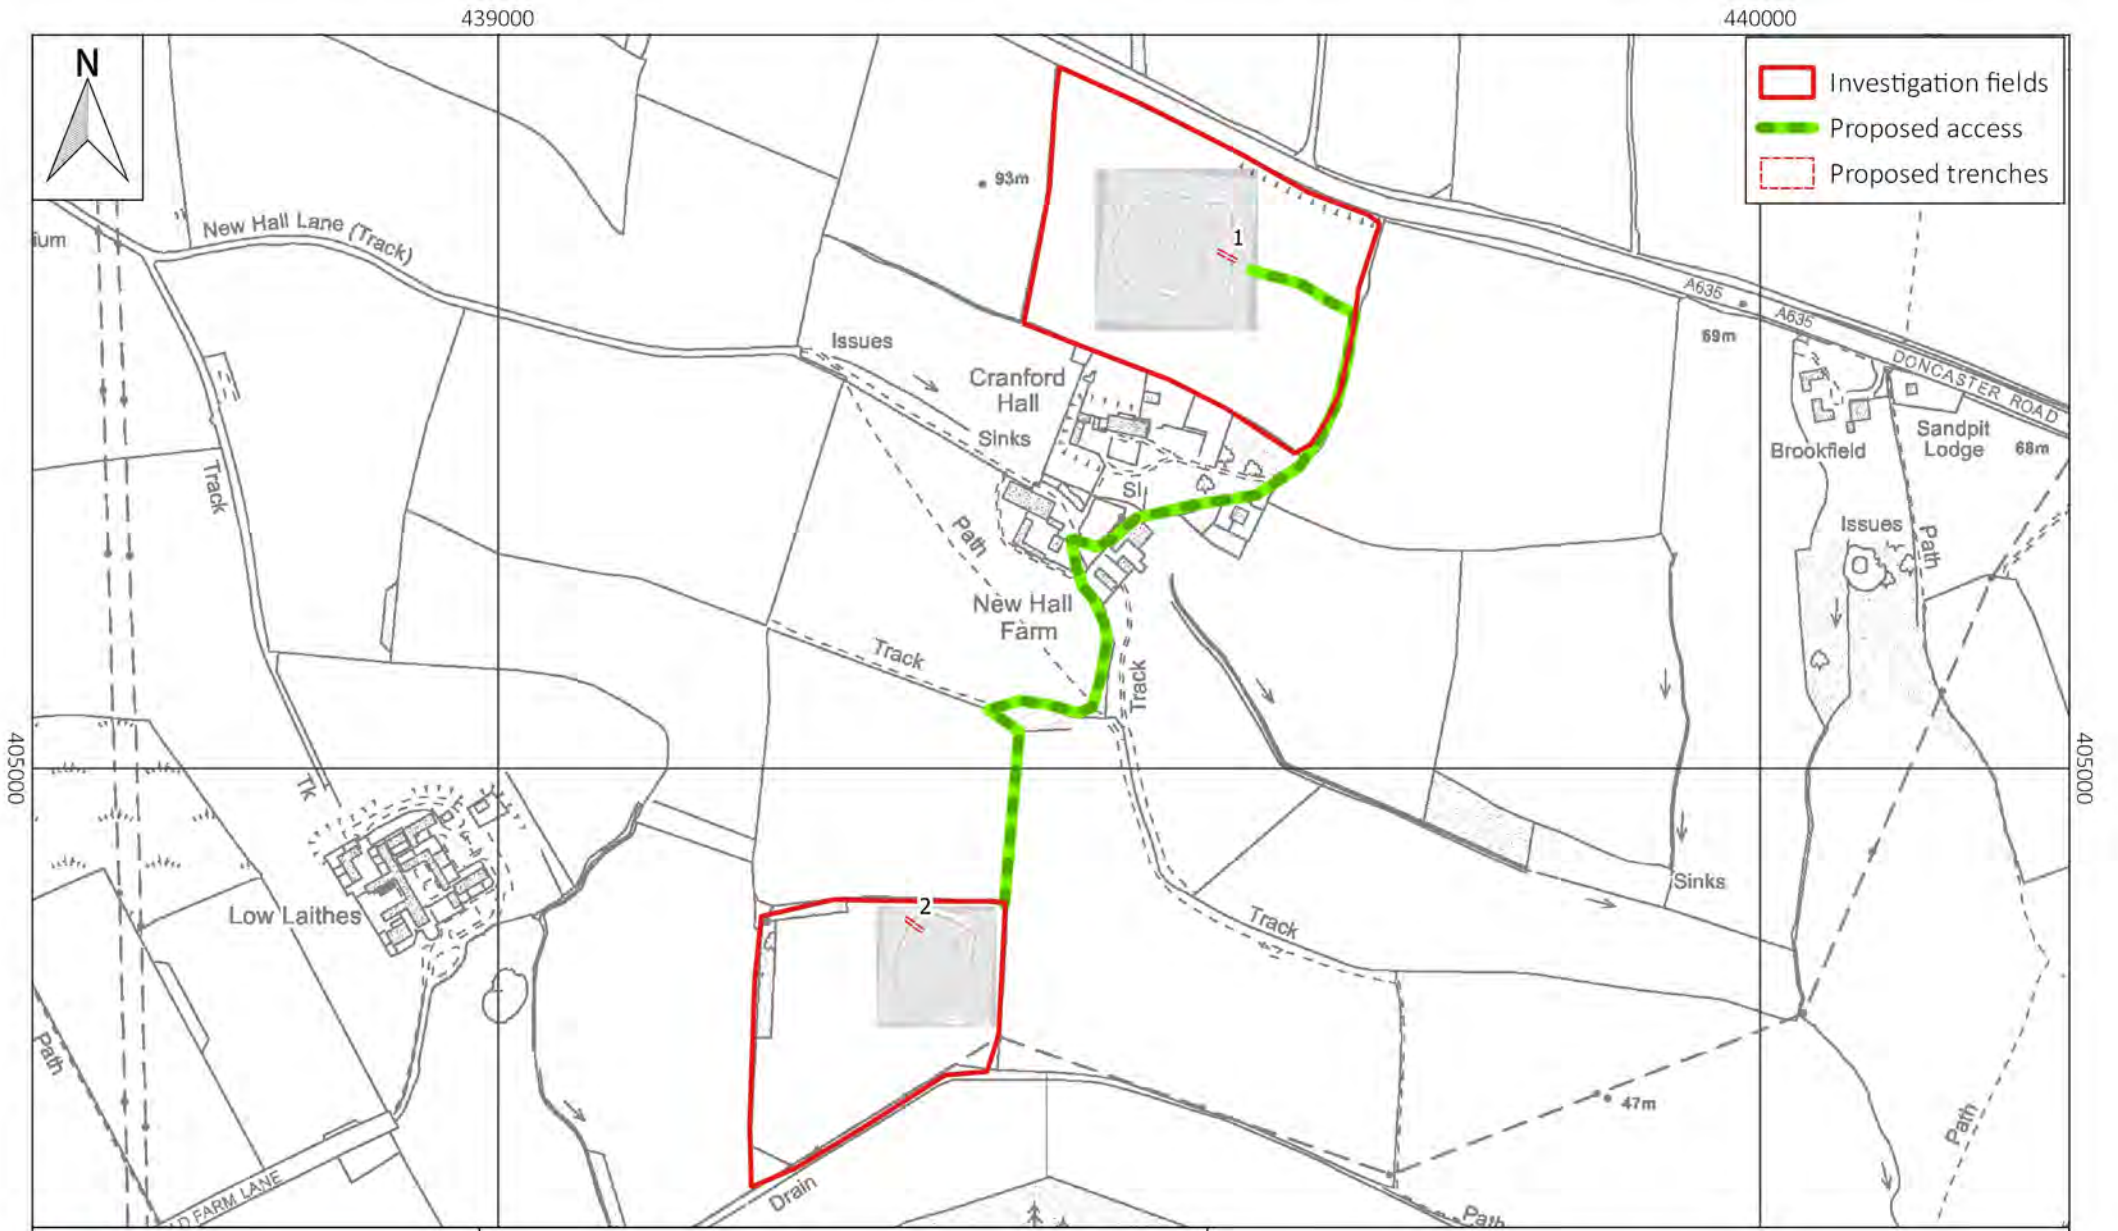 439000
440000
N
Investigation fields
Proposed access
Proposed trenches
93m
New Hall Lane (Track)
ium
1
A635
A635
69m
DONCASTER ROAD
Issues
Cranford
Hall
Sinks
Brookfield
Sandpit
Lodge
68m
Track
SI
Path
Issues
Path
New Hall
Farm
Track
Track
405000
405000
Tk
Low Laithes
2
Sinks
Track
Path
47m
Path
Drain
D FARM LANE
Path